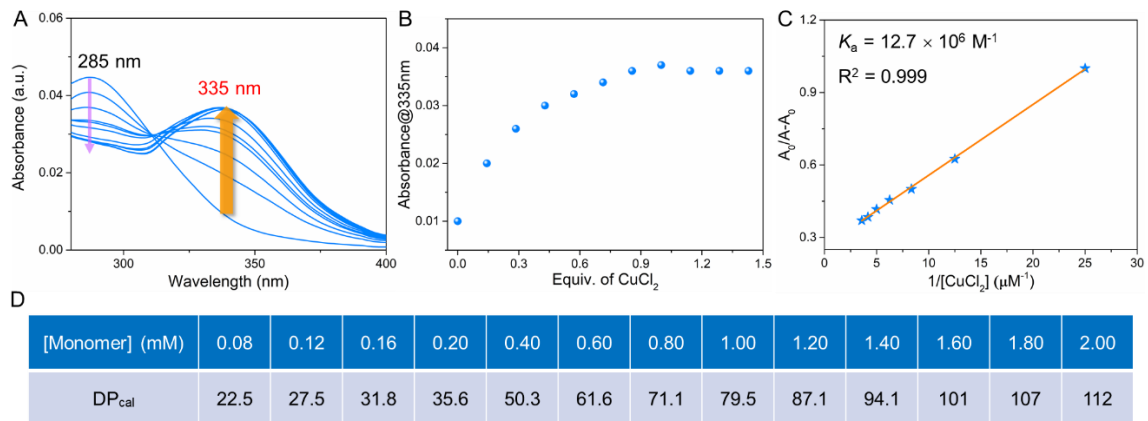 A
0.06
0.04
0.02
0.00
Absorbance (a.u.)
285 nm
335 nm
300
350
400
Wavelength (nm)
B
0.04
0.03
0.02
0.01
Absorbance@335nm
0.0
0.3
0.6
0.9
1.2
1.5
Equiv. of CuCl₂
C
Kₐ = 12.7 × 10⁶ M⁻¹
R² = 0.999
0.9
0.6
0.3
A₀/A-A₀
0
5
10
15
20
25
30
1/[CuCl₂] (μM⁻¹)
D
[Monomer] (mM) 0.08 0.12 0.16 0.20 0.40 0.60 0.80 1.00 1.20 1.40 1.60 1.80 2.00
DPcal 22.5 27.5 31.8 35.6 50.3 61.6 71.1 79.5 87.1 94.1 101 107 112